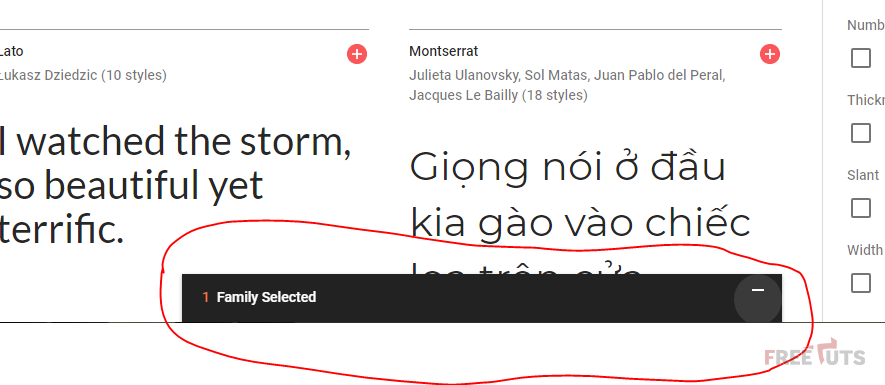 Lato
Łukasz Dziedzic (10 styles)
I watched the storm,
so beautiful yet
terrific.
Montserrat
Julieta Ulanovsky, Sol Matas, Juan Pablo del Peral,
Jacques Le Bailly (18 styles)
Giọng nói ở đầu
kia gào vào chiếc
1 Family Selected
Numb
Thickn
Slant
Width
FREETUTS